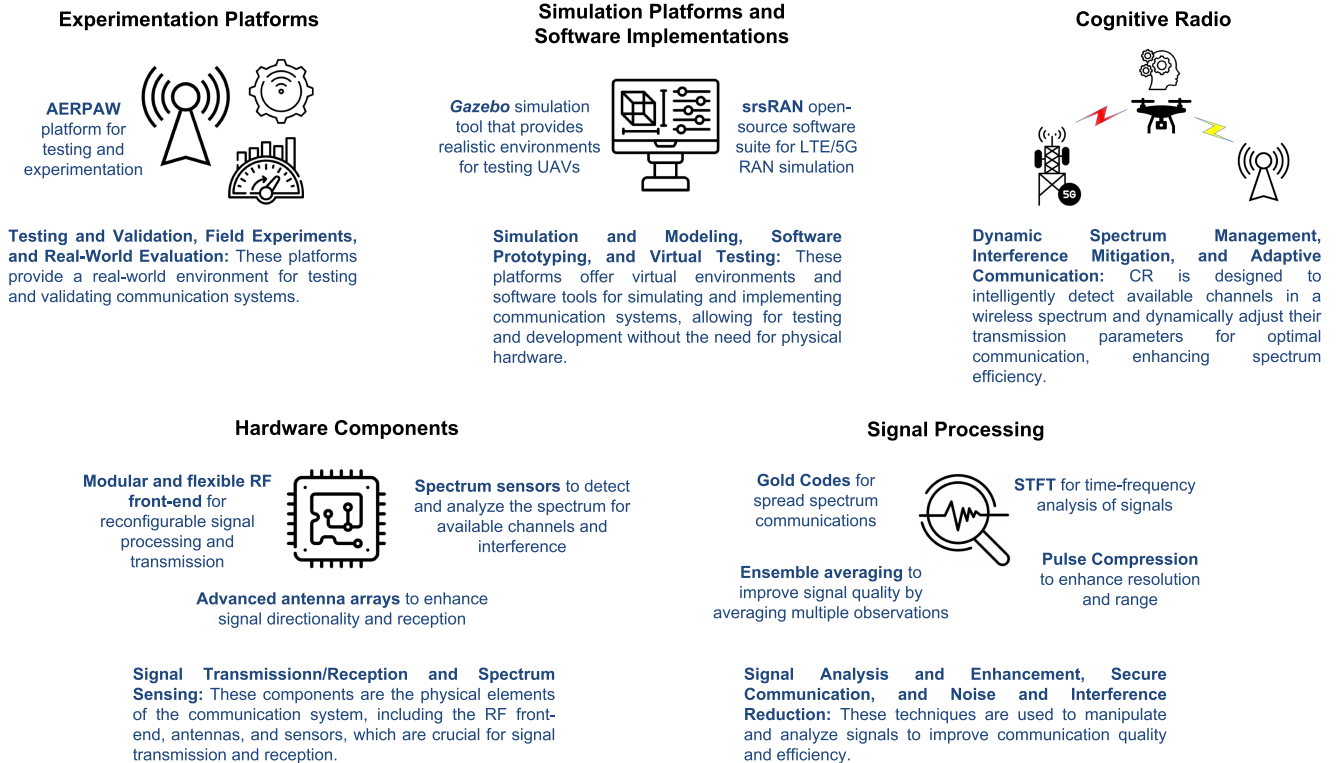 Experimentation Platforms
AERPAW
platform for
testing and
experimentation
Testing and Validation, Field Experiments,
and Real-World Evaluation: These platforms
provide a real-world environment for testing
and validating communication systems.
Simulation Platforms and
Software Implementations
Gazebo simulation
tool that provides
realistic environments
for testing UAVs
srsRAN open-
source software
suite for LTE/5G
RAN simulation
Simulation and Modeling, Software
Prototyping, and Virtual Testing: These
platforms offer virtual environments and
software tools for simulating and implementing
communication systems, allowing for testing
and development without the need for physical
hardware.
Cognitive Radio
5G
Dynamic Spectrum Management,
Interference Mitigation, and Adaptive
Communication: CR is designed to
intelligently detect available channels in a
wireless spectrum and dynamically adjust their
transmission parameters for optimal
communication, enhancing spectrum
efficiency.
Hardware Components
Modular and flexible RF
front-end for
reconfigurable signal
processing and
transmission
Spectrum sensors to detect
and analyze the spectrum for
available channels and
interference
Advanced antenna arrays to enhance
signal directionality and reception
Signal Transmissionn/Reception and Spectrum
Sensing: These components are the physical elements
of the communication system, including the RF front-
end, antennas, and sensors, which are crucial for signal
transmission and reception.
Signal Processing
Gold Codes for
spread spectrum
communications
STFT for time-frequency
analysis of signals
Ensemble averaging to
improve signal quality by
averaging multiple observations
Pulse Compression
to enhance resolution
and range
Signal Analysis and Enhancement, Secure
Communication, and Noise and Interference
Reduction: These techniques are used to manipulate
and analyze signals to improve communication quality
and efficiency.